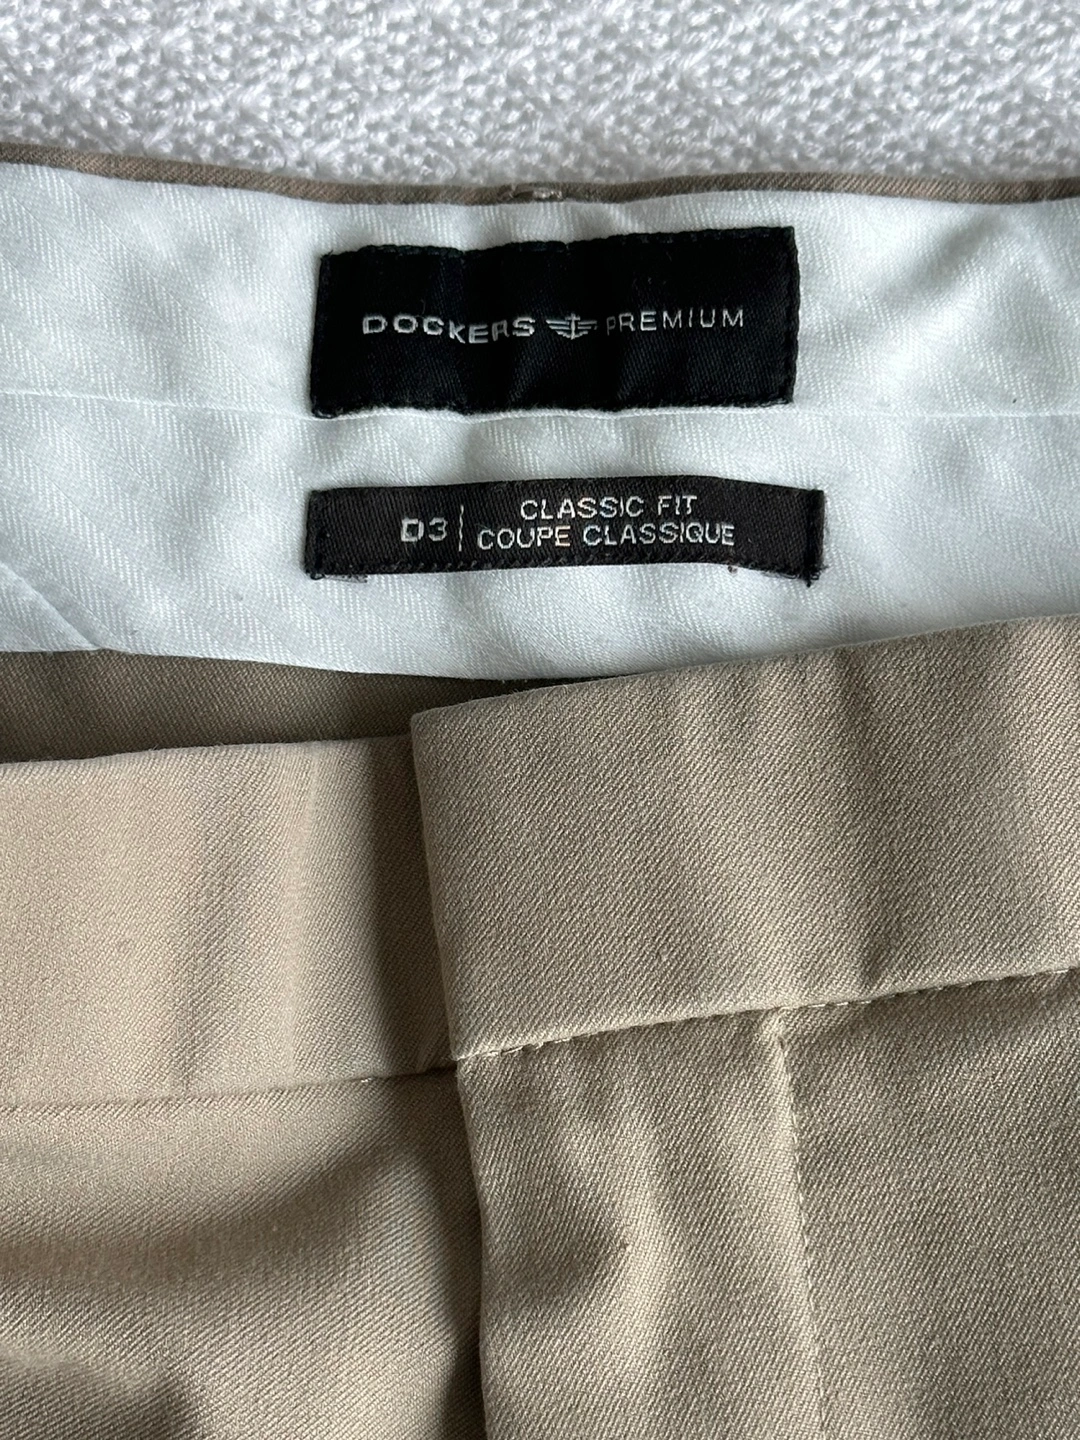 DOCKERS PREMIUM
D3 | CLASSIC FIT
COUPE CLASSIQUE